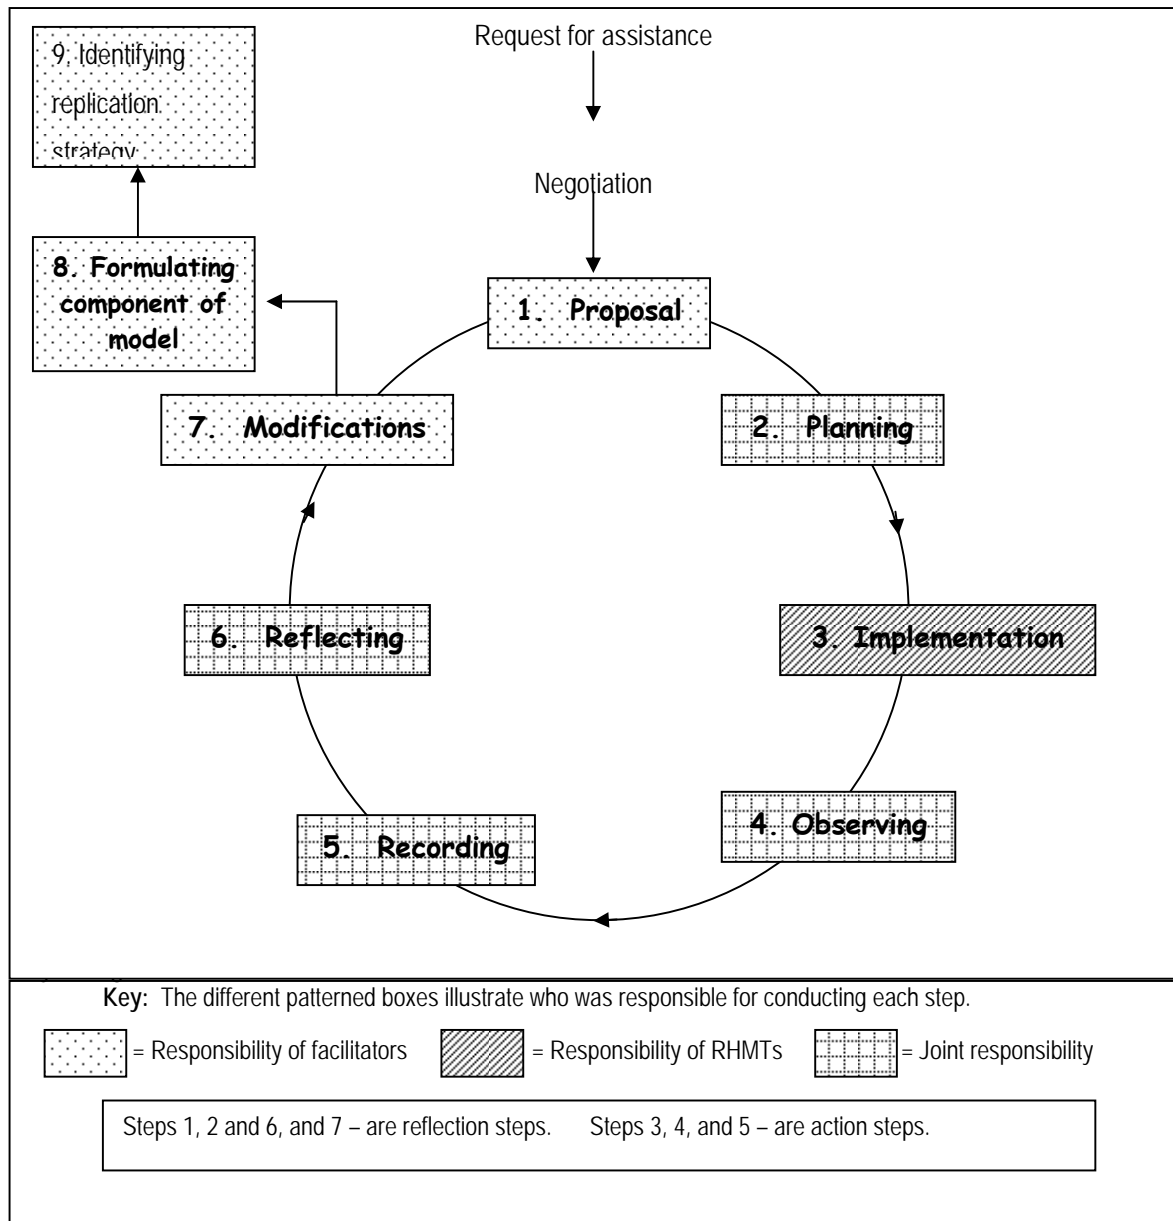 Request for assistance
Negotiation
1. Proposal
2. Planning
3. Implementation
4. Observing
5. Recording
6. Reflecting
7. Modifications
8. Formulating
component of
model
9. Identifying
replication
strategy
Key: The different patterned boxes illustrate who was responsible for conducting each step.
= Responsibility of facilitators
= Responsibility of RHMTs
= Joint responsibility
Steps 1, 2 and 6, and 7 – are reflection steps. Steps 3, 4, and 5 – are action steps.